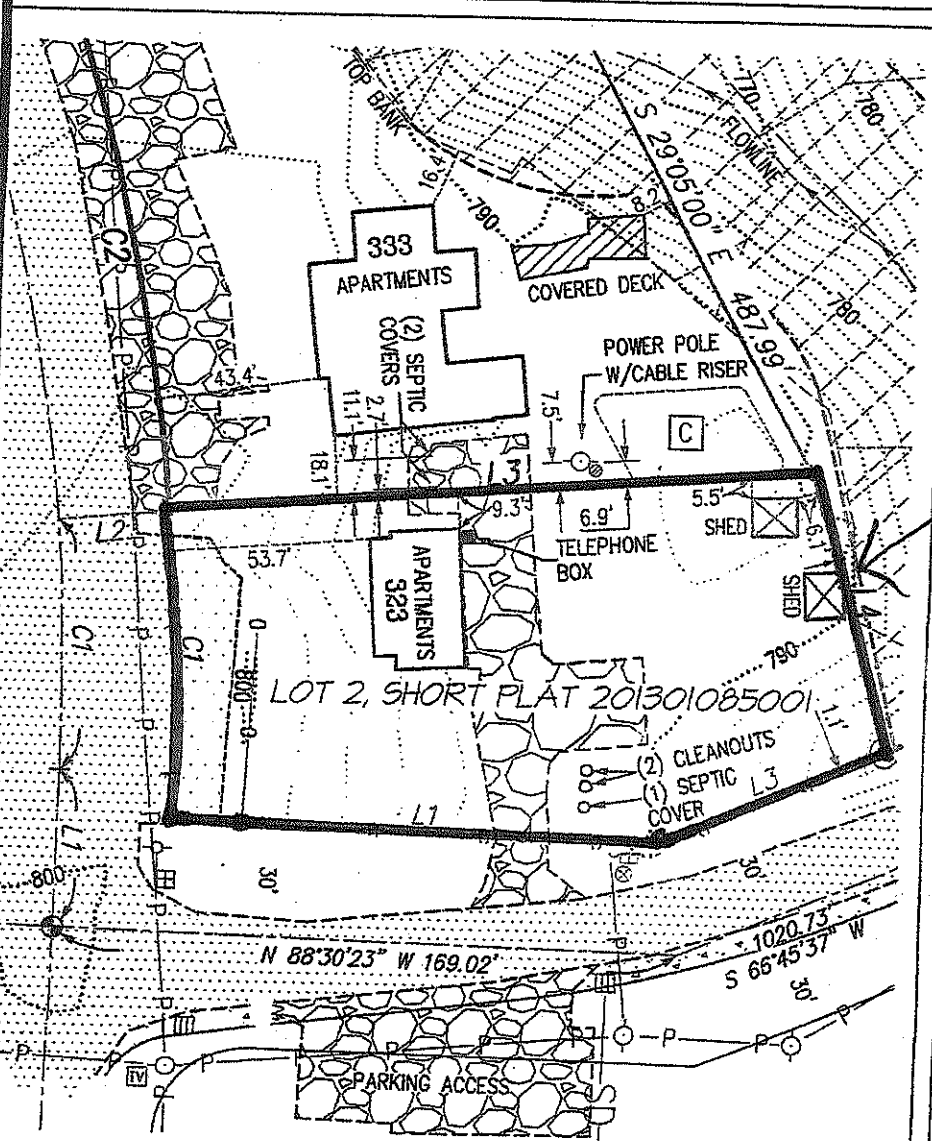 TOP BANK
16.4'
790
770
780
FLOWLINE
S 29°05'00" E 487.99'
8.2'
780
C2
P
333
APARTMENTS
COVERED DECK
(2) SEPTIC
COVERS
POWER POLE
W/CABLE RISER
43.4'
2.7'
11.1'
7.5'
C
18.1'
L3
9.3'
6.9'
5.5'
SHED
6.1'
L2
P
53.7'
TELEPHONE
BOX
APARTMENTS
323
SHED
C1
P
C1
800
790
LOT 2, SHORT PLAT 201301085001
P
1.1'
(2) CLEANOUTS
(1) SEPTIC
COVER
L3
L1
L1
P
800
30'
30'
P
N 88°30'23" W 169.02'
1020.73'
S 66°45'37" W
30'
P
P
P
P
P
P
P
P
P
TV
P
PARKING ACCESS
SD